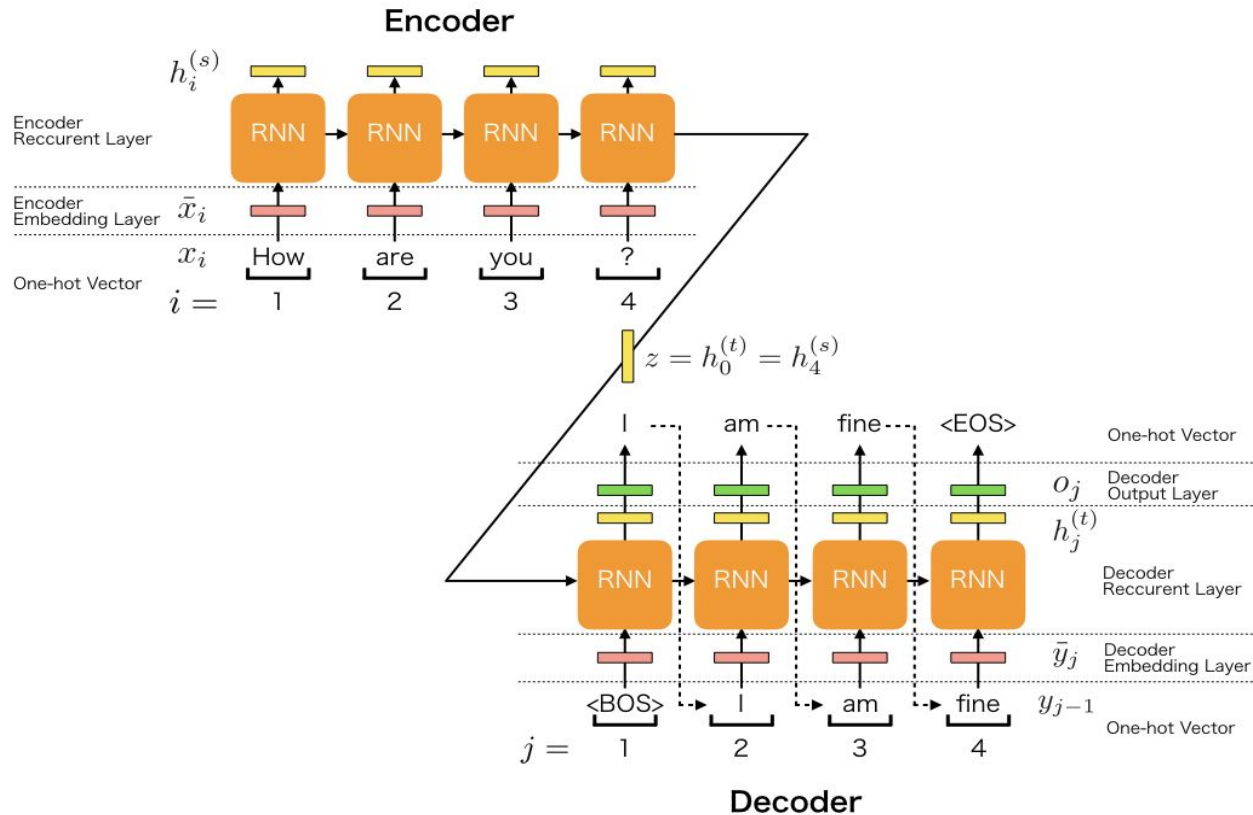 Encoder
h_i^{(s)}
Encoder
Reccurent Layer
RNN RNN RNN RNN
Encoder
Embedding Layer
x̄_i
x_i How are you ?
One-hot Vector
i = 1 2 3 4
z = h_0^{(t)} = h_4^{(s)}
I am fine <EOS>
One-hot Vector
o_j
Decoder
Output Layer
h_j^{(t)}
RNN RNN RNN RNN
Decoder
Reccurent Layer
ȳ_j
Decoder
Embedding Layer
<BOS> I am fine y_{j-1}
One-hot Vector
j = 1 2 3 4
Decoder